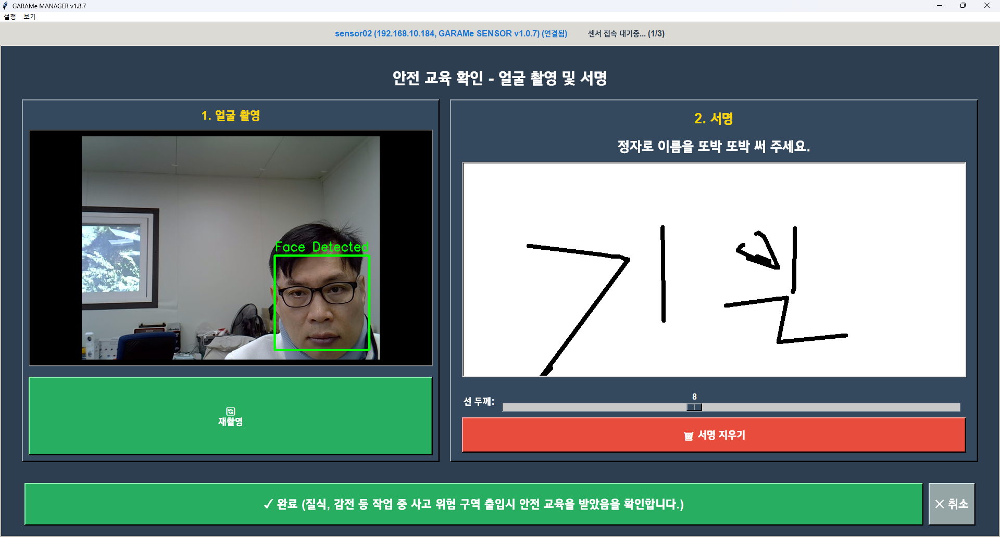 GARAMe MANAGER v1.8.7
설정 보기
sensor02 (192.168.10.184, GARAMe SENSOR v1.0.7) (연결됨) 센서 접속 대기중... (1/3)
안전 교육 확인 - 얼굴 촬영 및 서명
1. 얼굴 촬영
Face Detected
재촬영
2. 서명
정자로 이름을 또박 또박 써 주세요.
선 두께: 8
서명 지우기
✓ 완료 (질식, 감전 등 작업 중 사고 위험 구역 출입시 안전 교육을 받았음을 확인합니다.)
✕ 취소